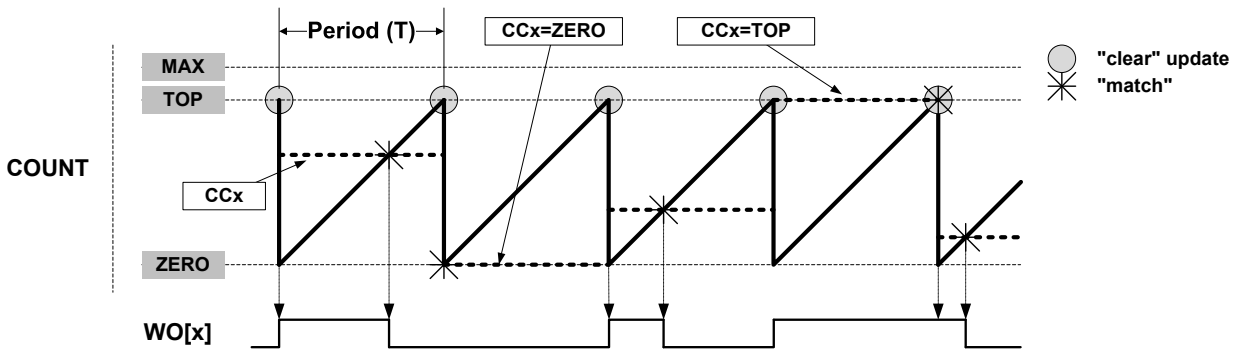 Period (T)
CCx=ZERO
CCx=TOP
"clear" update
"match"
MAX
TOP
COUNT
CCx
ZERO
WO[x]